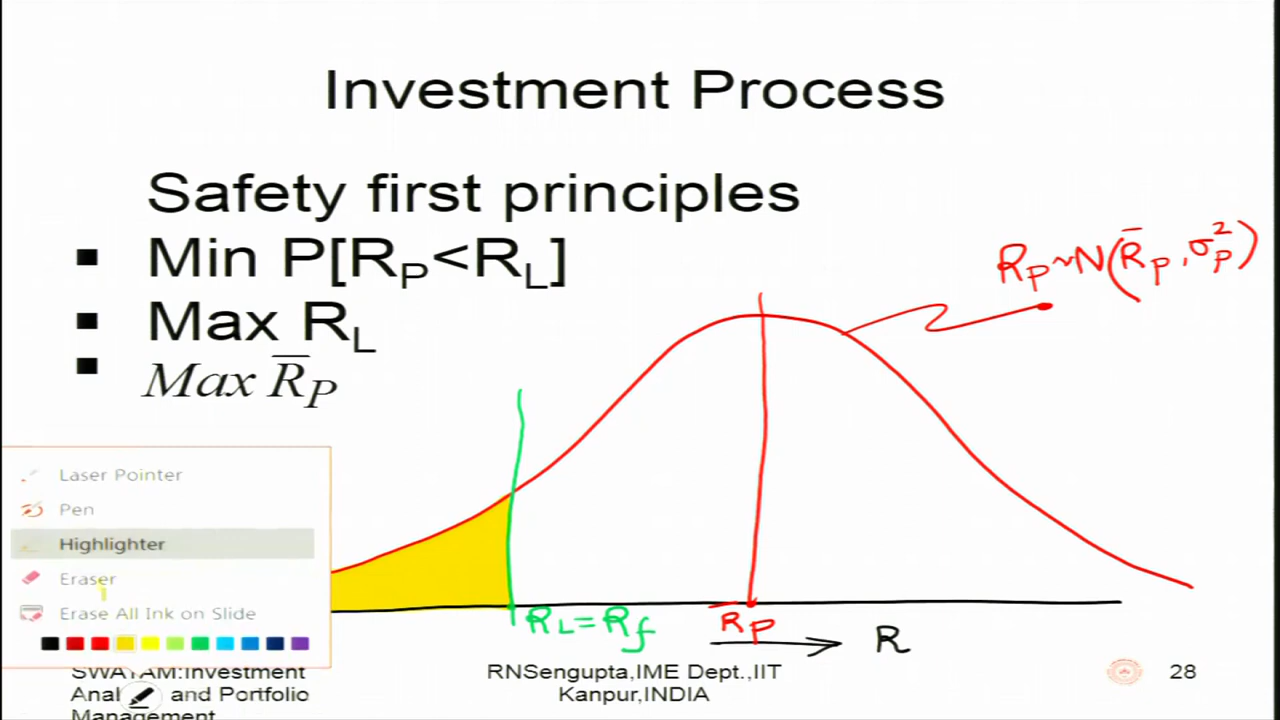 Investment Process
Safety first principles
▪ Min P[R_P<R_L]
▪ Max R_L
▪ Max R̄_P
R_P ~ N(R̄_P, σ_P²)
Laser Pointer
Pen
Highlighter
Eraser
Erase All Ink on Slide
R_L = R_f
R̄_P
R
SWAYAM:Investment
Anal and Portfolio
Management
RNSengupta,IME Dept.,IIT
Kanpur,INDIA
28